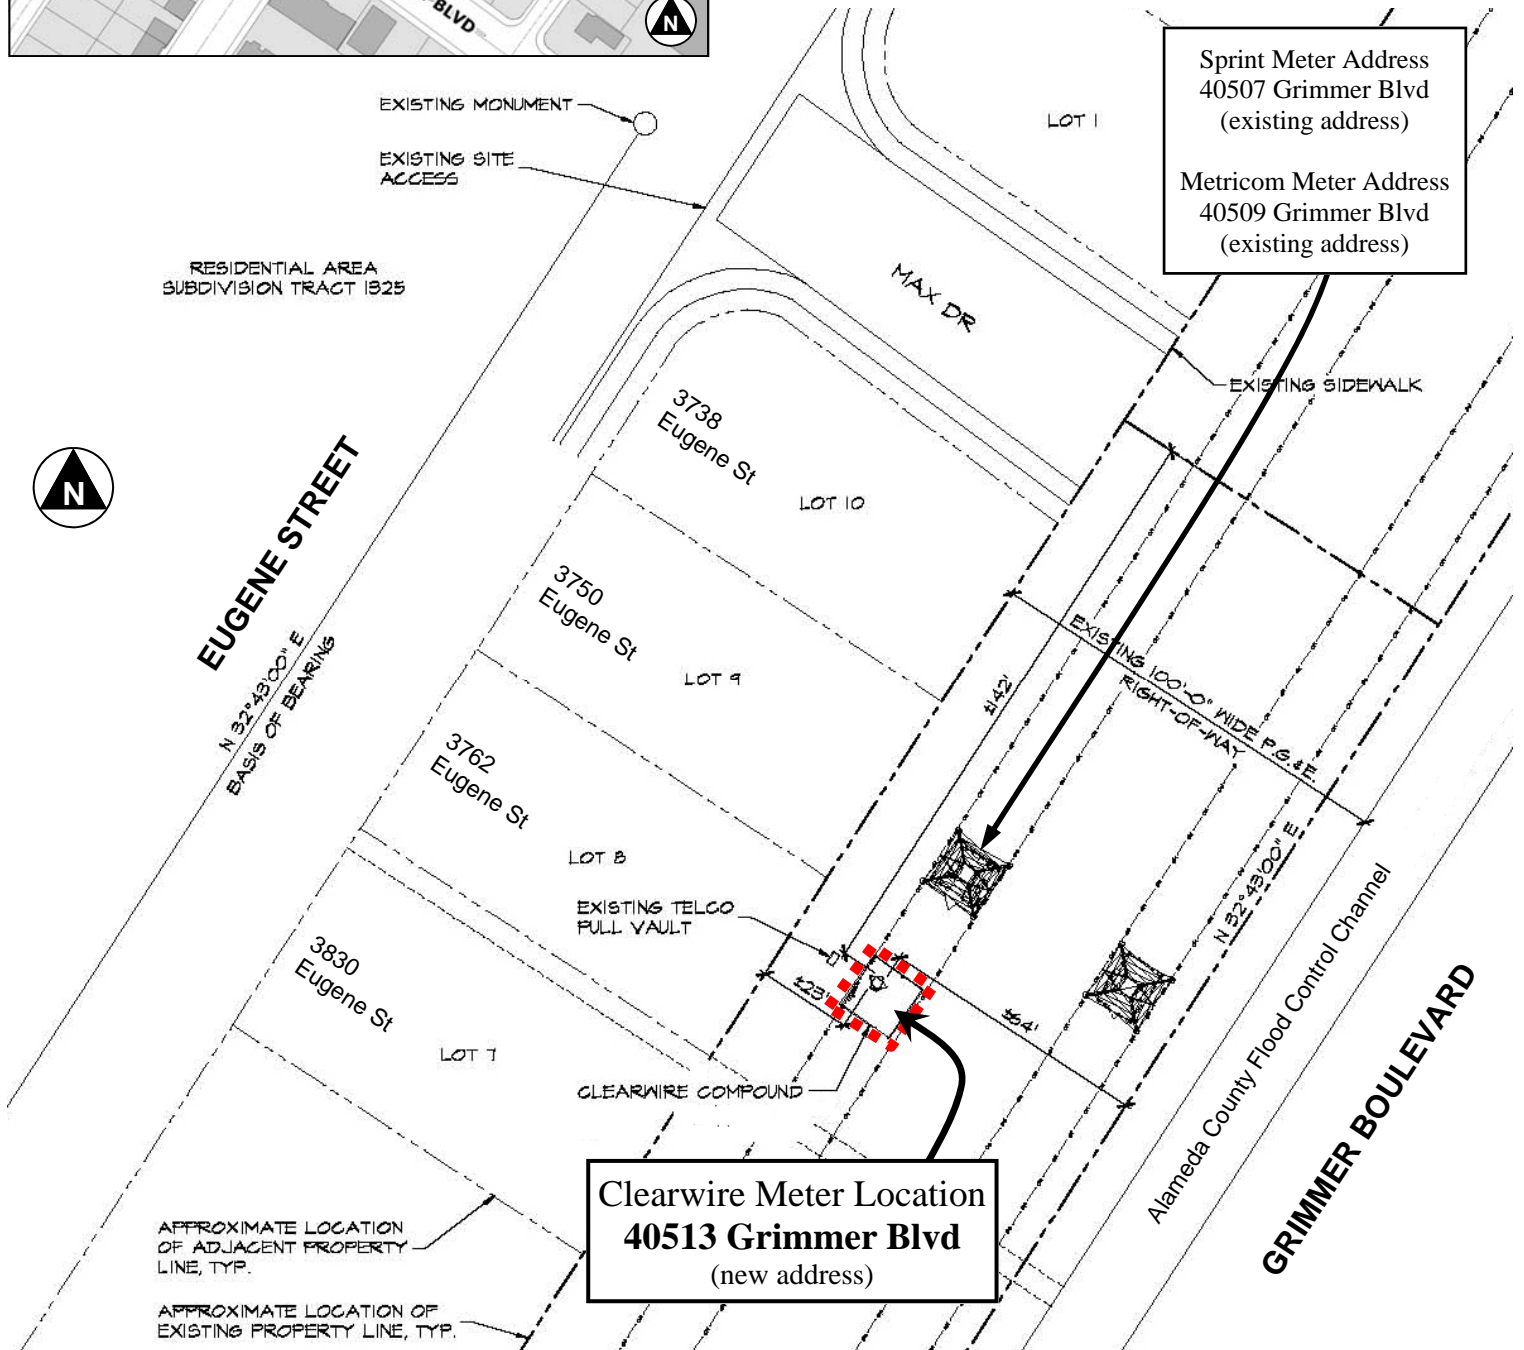 BLVD
N
Sprint Meter Address
40507 Grimmer Blvd
(existing address)
Metricom Meter Address
40509 Grimmer Blvd
(existing address)
EXISTING MONUMENT
EXISTING SITE
ACCESS
LOT 1
RESIDENTIAL AREA
SUBDIVISION TRACT 1325
MAX DR
EXISTING SIDEWALK
3738
Eugene St
LOT 10
N
EUGENE STREET
N 32°43'00" E
BASIS OF BEARING
3750
Eugene St
LOT 9
EXISTING 100'-0" WIDE P.G.&E.
RIGHT-OF-WAY
±142'
3762
Eugene St
LOT 8
EXISTING TELCO
PULL VAULT
N 32°43'00" E
Alameda County Flood Control Channel
GRIMMER BOULEVARD
3830
Eugene St
LOT 7
±23'
±64'
CLEARWIRE COMPOUND
Clearwire Meter Location
40513 Grimmer Blvd
(new address)
APPROXIMATE LOCATION
OF ADJACENT PROPERTY
LINE, TYP.
APPROXIMATE LOCATION OF
EXISTING PROPERTY LINE, TYP.